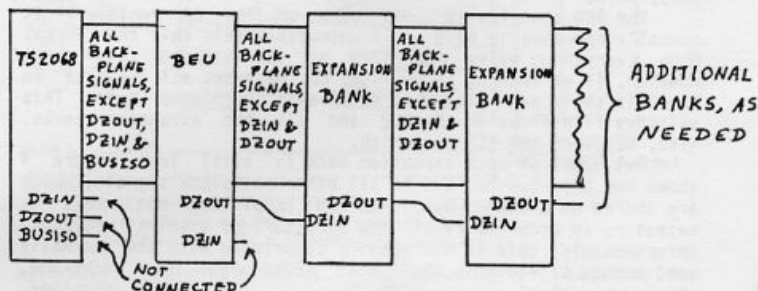 TS2068
ALL
BACK-
PLANE
SIGNALS,
EXCEPT
DZOUT,
DZIN, &
BUSISO
DZIN
DZOUT
BUSISO
NOT
CONNECTED
BEU
DZOUT
DZIN
ALL
BACK-
PLANE
SIGNALS,
EXCEPT
DZIN &
DZOUT
EXPANSION
BANK
DZOUT
DZIN
ALL
BACK-
PLANE
SIGNALS,
EXCEPT
DZIN &
DZOUT
EXPANSION
BANK
DZOUT
DZIN
ADDITIONAL
BANKS, AS
NEEDED